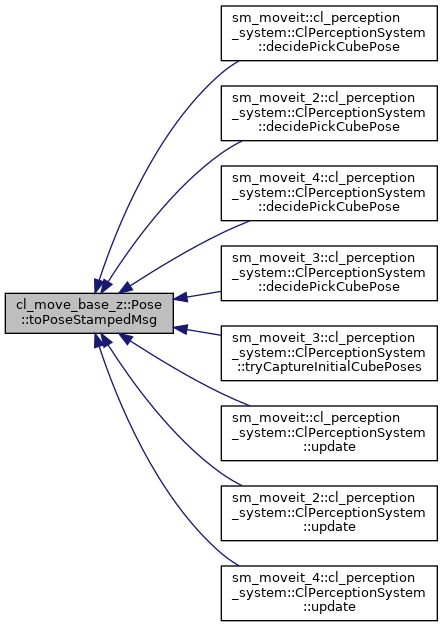 sm_moveit::cl_perception
_system::ClPerceptionSystem
::decidePickCubePose
sm_moveit_2::cl_perception
_system::ClPerceptionSystem
::decidePickCubePose
sm_moveit_4::cl_perception
_system::ClPerceptionSystem
::decidePickCubePose
sm_moveit_3::cl_perception
_system::ClPerceptionSystem
::decidePickCubePose
cl_move_base_z::Pose
::toPoseStampedMsg
sm_moveit_3::cl_perception
_system::ClPerceptionSystem
::tryCaptureInitialCubePoses
sm_moveit::cl_perception
_system::ClPerceptionSystem
::update
sm_moveit_2::cl_perception
_system::ClPerceptionSystem
::update
sm_moveit_4::cl_perception
_system::ClPerceptionSystem
::update